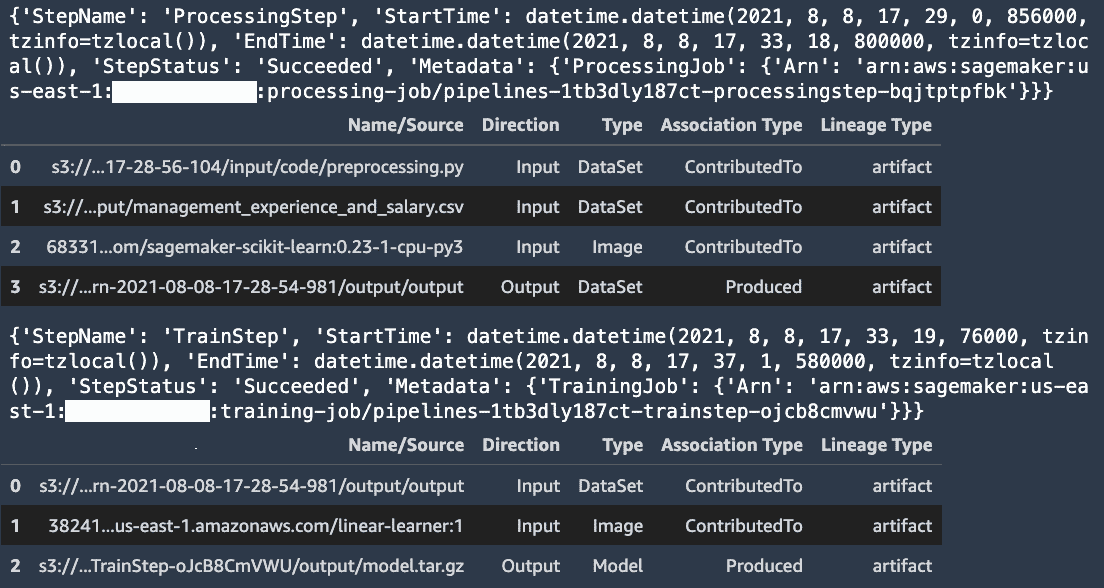 {'StepName': 'ProcessingStep', 'StartTime': datetime.datetime(2021, 8, 8, 17, 29, 0, 856000,
tzinfo=tzlocal()), 'EndTime': datetime.datetime(2021, 8, 8, 17, 33, 18, 800000, tzinfo=tzloc
al()), 'StepStatus': 'Succeeded', 'Metadata': {'ProcessingJob': {'Arn': 'arn:aws:sagemaker:u
s-east-1: :processing-job/pipelines-1tb3dly187ct-processingstep-bqjtptpfbk'}}}
Name/Source Direction Type Association Type Lineage Type
0 s3://...17-28-56-104/input/code/preprocessing.py Input DataSet ContributedTo artifact
1 s3://...put/management_experience_and_salary.csv Input DataSet ContributedTo artifact
2 68331...om/sagemaker-scikit-learn:0.23-1-cpu-py3 Input Image ContributedTo artifact
3 s3://...rn-2021-08-08-17-28-54-981/output/output Output DataSet Produced artifact
{'StepName': 'TrainStep', 'StartTime': datetime.datetime(2021, 8, 8, 17, 33, 19, 76000, tzin
fo=tzlocal()), 'EndTime': datetime.datetime(2021, 8, 8, 17, 37, 1, 580000, tzinfo=tzlocal
()), 'StepStatus': 'Succeeded', 'Metadata': {'TrainingJob': {'Arn': 'arn:aws:sagemaker:us-ea
st-1: :training-job/pipelines-1tb3dly187ct-trainstep-ojcb8cmvwu'}}}
Name/Source Direction Type Association Type Lineage Type
0 s3://...rn-2021-08-08-17-28-54-981/output/output Input DataSet ContributedTo artifact
1 38241...us-east-1.amazonaws.com/linear-learner:1 Input Image ContributedTo artifact
2 s3://...TrainStep-oJcB8CmVWU/output/model.tar.gz Output Model Produced artifact